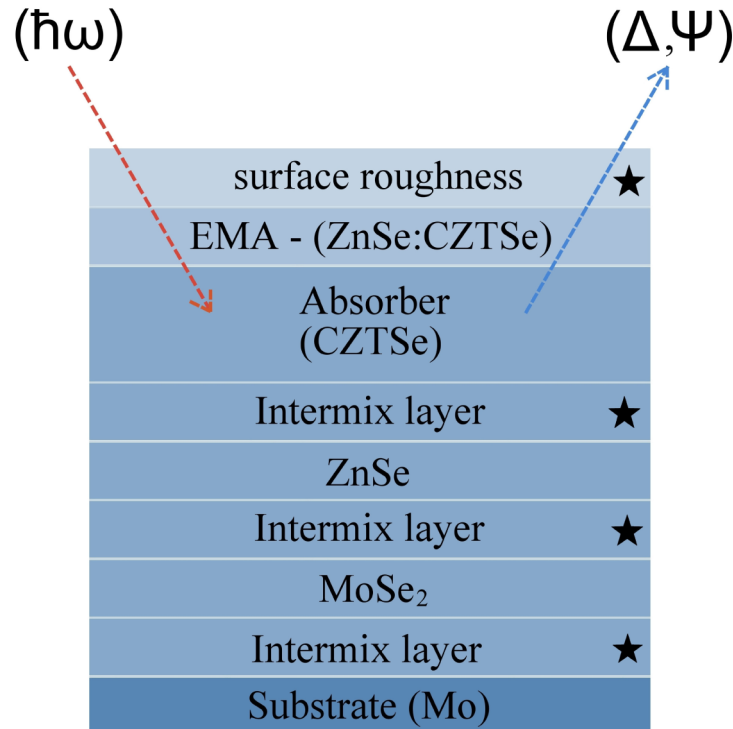 (ħω) (Δ,Ψ)
surface roughness ★
EMA - (ZnSe:CZTSe)
Absorber
(CZTSe)
Intermix layer ★
ZnSe
Intermix layer ★
MoSe₂
Intermix layer ★
Substrate (Mo)